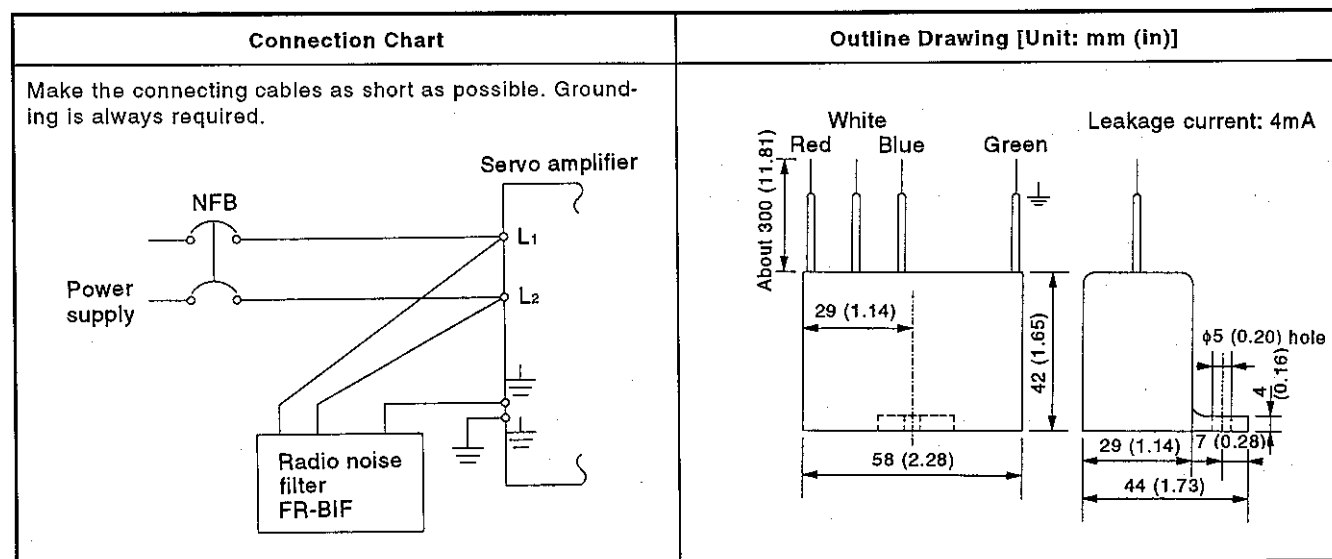 Connection Chart
Make the connecting cables as short as possible. Ground-
ing is always required.
Servo amplifier
NFB
L1
Power
supply
L2
Radio noise
filter
FR-BIF
Outline Drawing [Unit: mm (in)]
White
Red Blue Green
Leakage current: 4mA
About 300 (11.81)
29 (1.14)
42 (1.65)
58 (2.28)
φ5 (0.20) hole
4
(0.16)
29 (1.14)
7 (0.28)
44 (1.73)